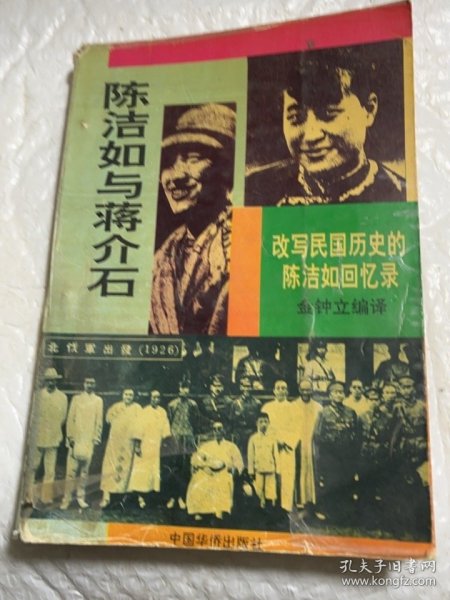 陈洁如与蒋介石
改写民国历史的
陈洁如回忆录
金钟立编译
北伐軍出發(1926)
中国华侨出版社
孔夫子旧书网
www.kongfz.com